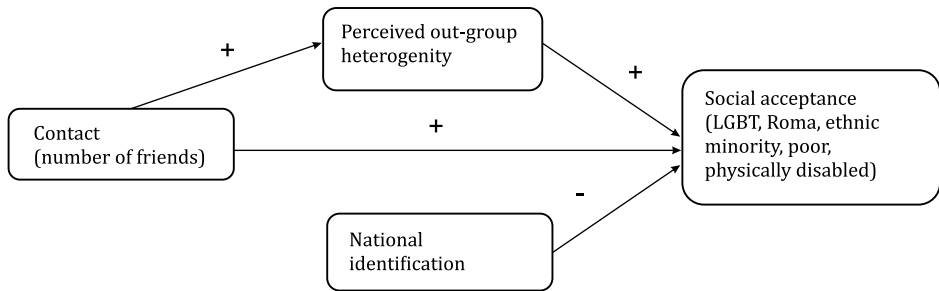 Perceived out-group
heterogenity
+
+
Contact
(number of friends)
+
Social acceptance
(LGBT, Roma, ethnic
minority, poor,
physically disabled)
-
National
identification